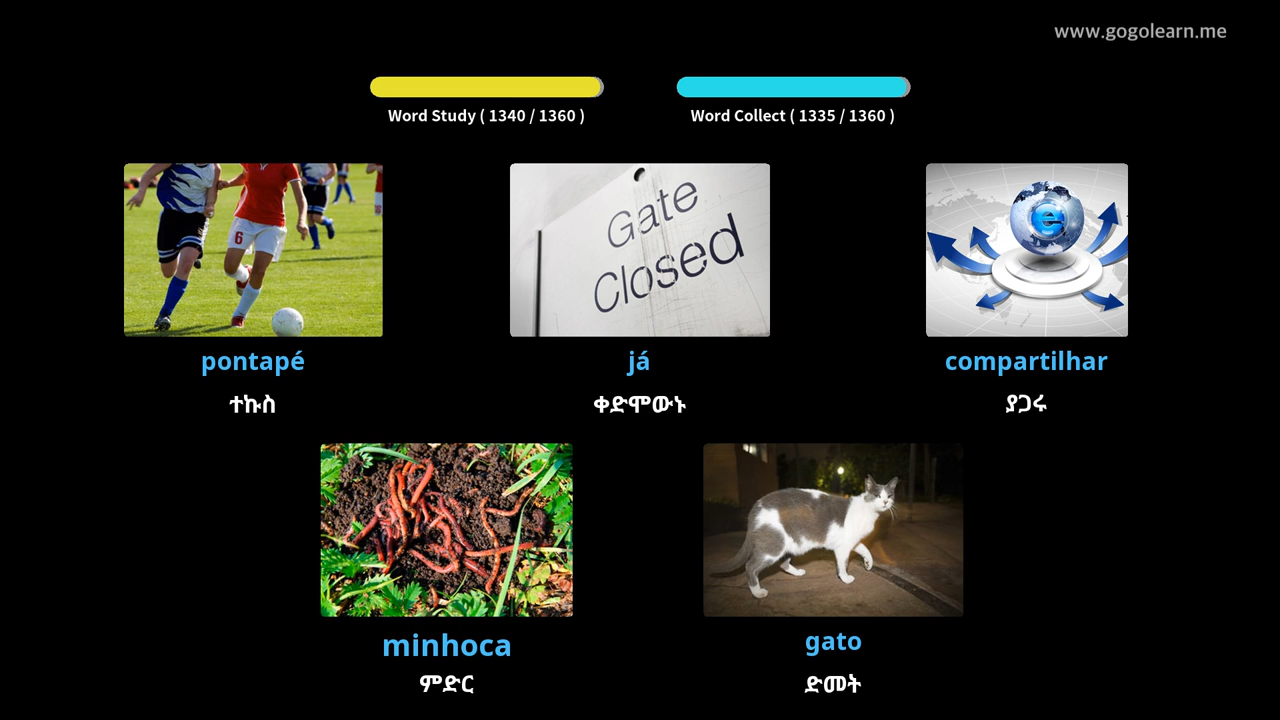 www.gogolearn.me
Word Study ( 1340 / 1360 )
Word Collect ( 1335 / 1360 )
Gate
Closed
e
pontapé
já
compartilhar
ተኩስ
ቀድሞውኑ
ያጋሩ
6
minhoca
gato
ምድር
ድመት